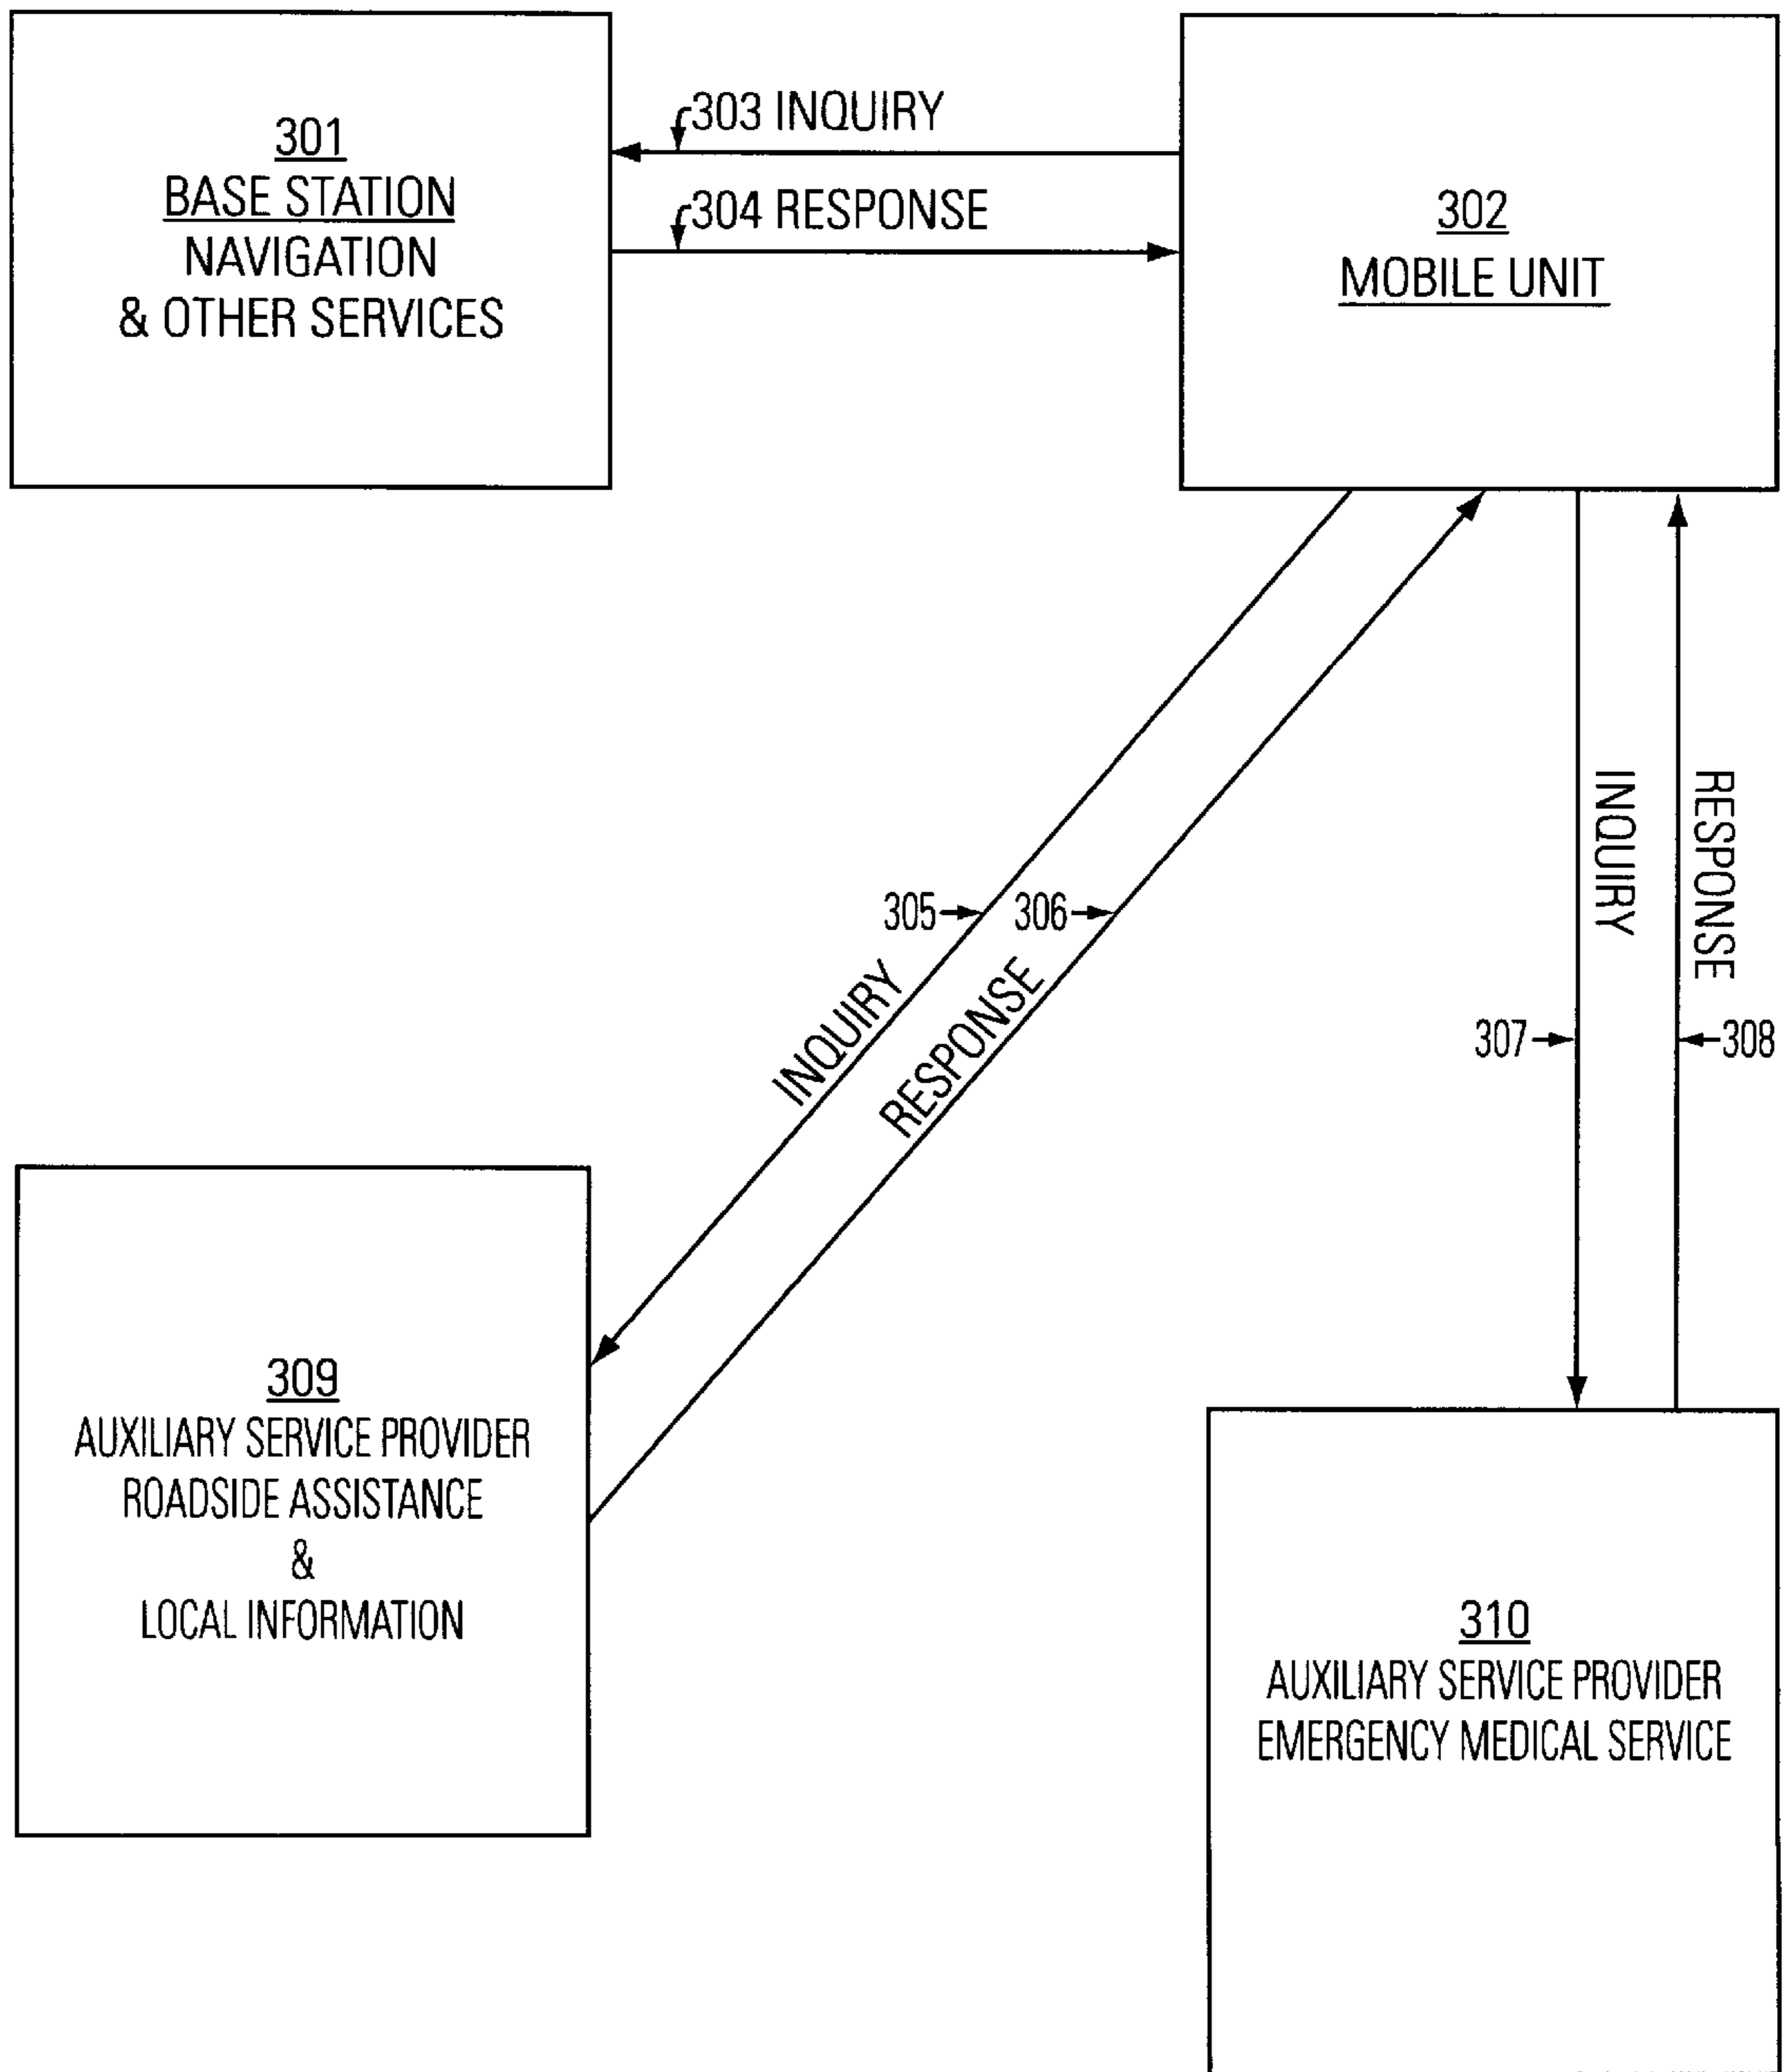 301
BASE STATION
NAVIGATION
& OTHER SERVICES
303 INQUIRY
304 RESPONSE
302
MOBILE UNIT
305
306
INQUIRY
RESPONSE
INQUIRY
RESPONSE
307
308
309
AUXILIARY SERVICE PROVIDER
ROADSIDE ASSISTANCE
&
LOCAL INFORMATION
310
AUXILIARY SERVICE PROVIDER
EMERGENCY MEDICAL SERVICE